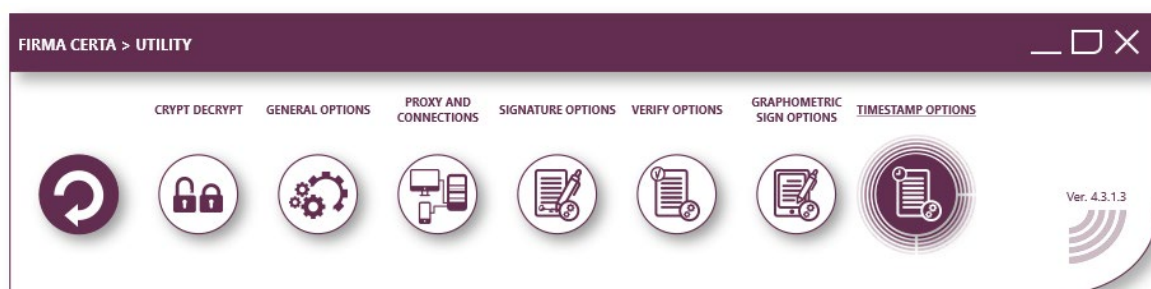 FIRMA CERTA > UTILITY
CRYPT DECRYPT
GENERAL OPTIONS
PROXY AND
CONNECTIONS
SIGNATURE OPTIONS
VERIFY OPTIONS
GRAPHOMETRIC
SIGN OPTIONS
TIMESTAMP OPTIONS
Ver. 4.3.1.3